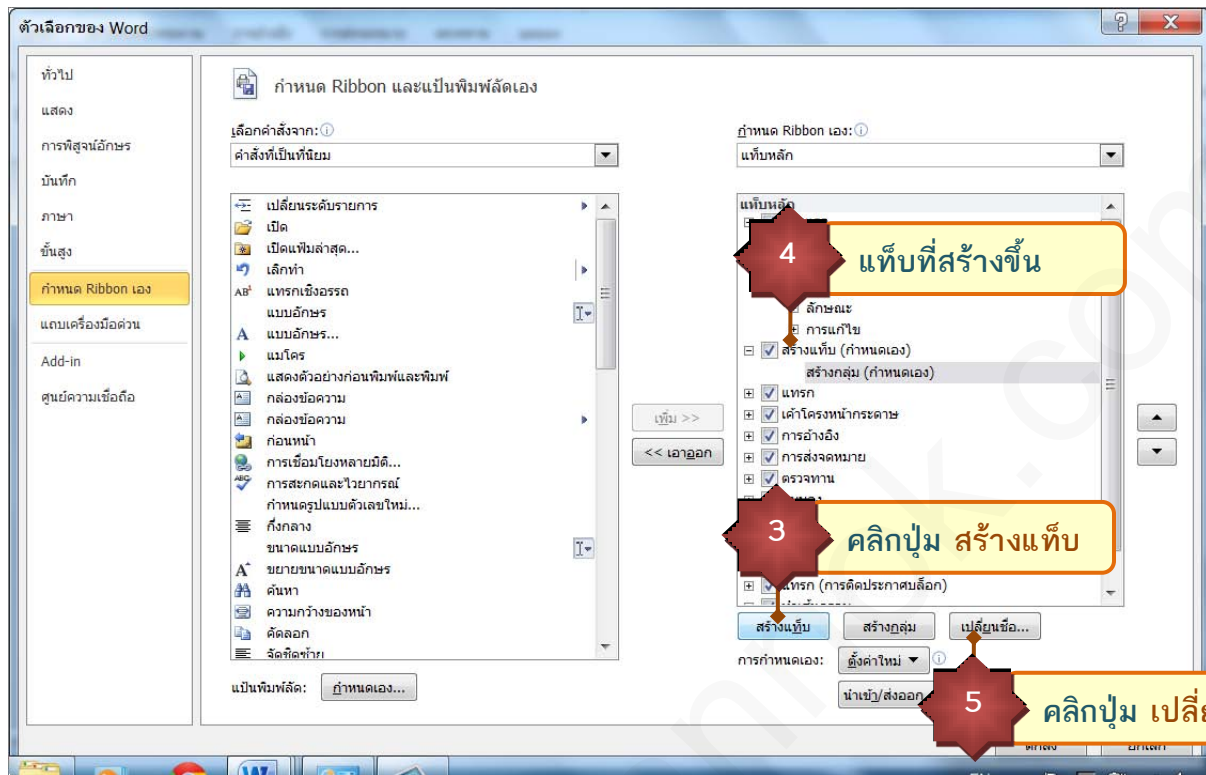 ตัวเลือกของ Word
ทั่วไป
แสดง
การพิสูจน์อักษร
บันทึก
ภาษา
ขั้นสูง
กำหนด Ribbon เอง
แถบเครื่องมือด่วน
Add-in
ศูนย์ความเชื่อถือ
กำหนด Ribbon และแป้นพิมพ์ลัดเอง
เลือกคำสั่งจาก:
คำสั่งที่เป็นที่นิยม
เปลี่ยนระดับรายการ
เปิด
เปิดแฟ้มล่าสุด...
เลิกทำ
แทรกเชิงอรรถ
แบบอักษร
แบบอักษร...
แมโคร
แสดงตัวอย่างก่อนพิมพ์และพิมพ์
กล่องข้อความ
กล่องข้อความ
ก่อนหน้า
การเชื่อมโยงหลายมิติ...
การสะกดและไวยากรณ์
กำหนดรูปแบบตัวเลขใหม่...
กึ่งกลาง
ขนาดแบบอักษร
ขยายขนาดแบบอักษร
ค้นหา
ความกว้างของหน้า
คัดลอก
จัดชิดซ้าย
แป้นพิมพ์ลัด: กำหนดเอง...
เพิ่ม >>
<< เอาออก
กำหนด Ribbon เอง:
แท็บหลัก
แท็บหลัก
4 แท็บที่สร้างขึ้น
ลักษณะ
การแก้ไข
สร้างแท็บ (กำหนดเอง)
สร้างกลุ่ม (กำหนดเอง)
แทรก
เค้าโครงหน้ากระดาษ
การอ้างอิง
การส่งจดหมาย
ตรวจทาน
3 คลิกปุ่ม สร้างแท็บ
แทรก (การติดประกาศบล็อก)
สร้างแท็บ สร้างกลุ่ม เปลี่ยนชื่อ...
การกำหนดเอง: ตั้งค่าใหม่
นำเข้า/ส่งออก
5 คลิกปุ่ม เปลี่ย